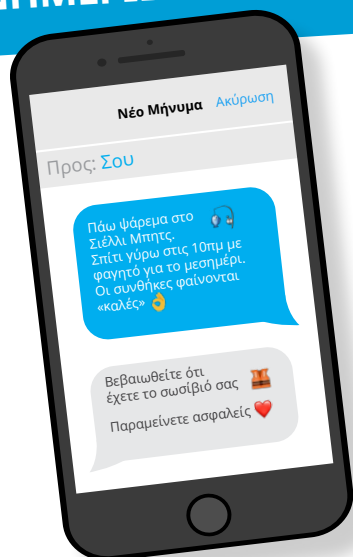 Νέο Μήνυμα Ακύρωση
Προς: Σου
Πάω ψάρεμα στο
Σιέλλι Μπητς.
Σπίτι γύρω στις 10πμ με
φαγητό για το μεσημέρι.
Οι συνθήκες φαίνονται
«καλές»
Βεβαιωθείτε ότι
έχετε το σωσίβιό σας
Παραμείνετε ασφαλείς